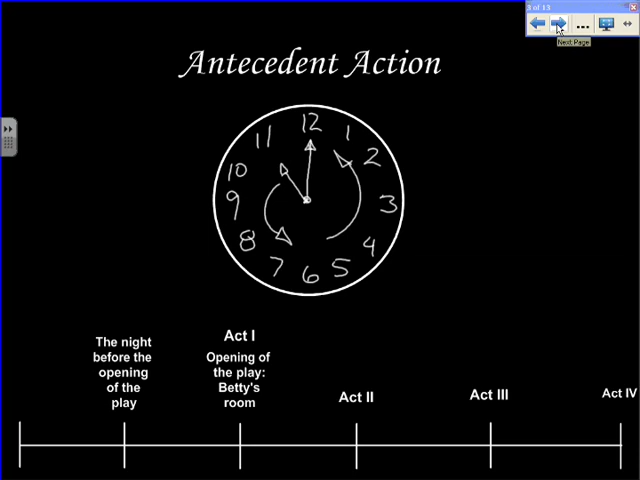 3 of 13
Next Page
Antecedent Action
12
11
1
10
2
9
3
8
4
7
6
5
The night
before the
opening
of the
play
Act I
Opening of
the play:
Betty's
room
Act II
Act III
Act IV